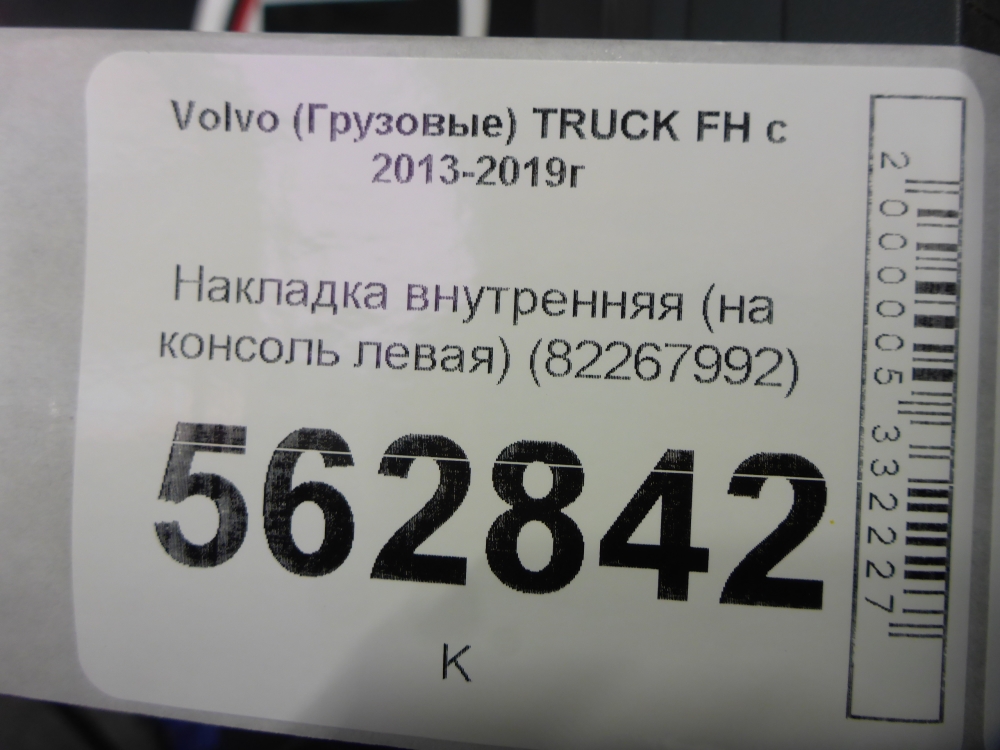 Volvo (Грузовые) TRUCK FH с
2013-2019г
Накладка внутренняя (на
консоль левая) (82267992)
562842
К
2000005332227